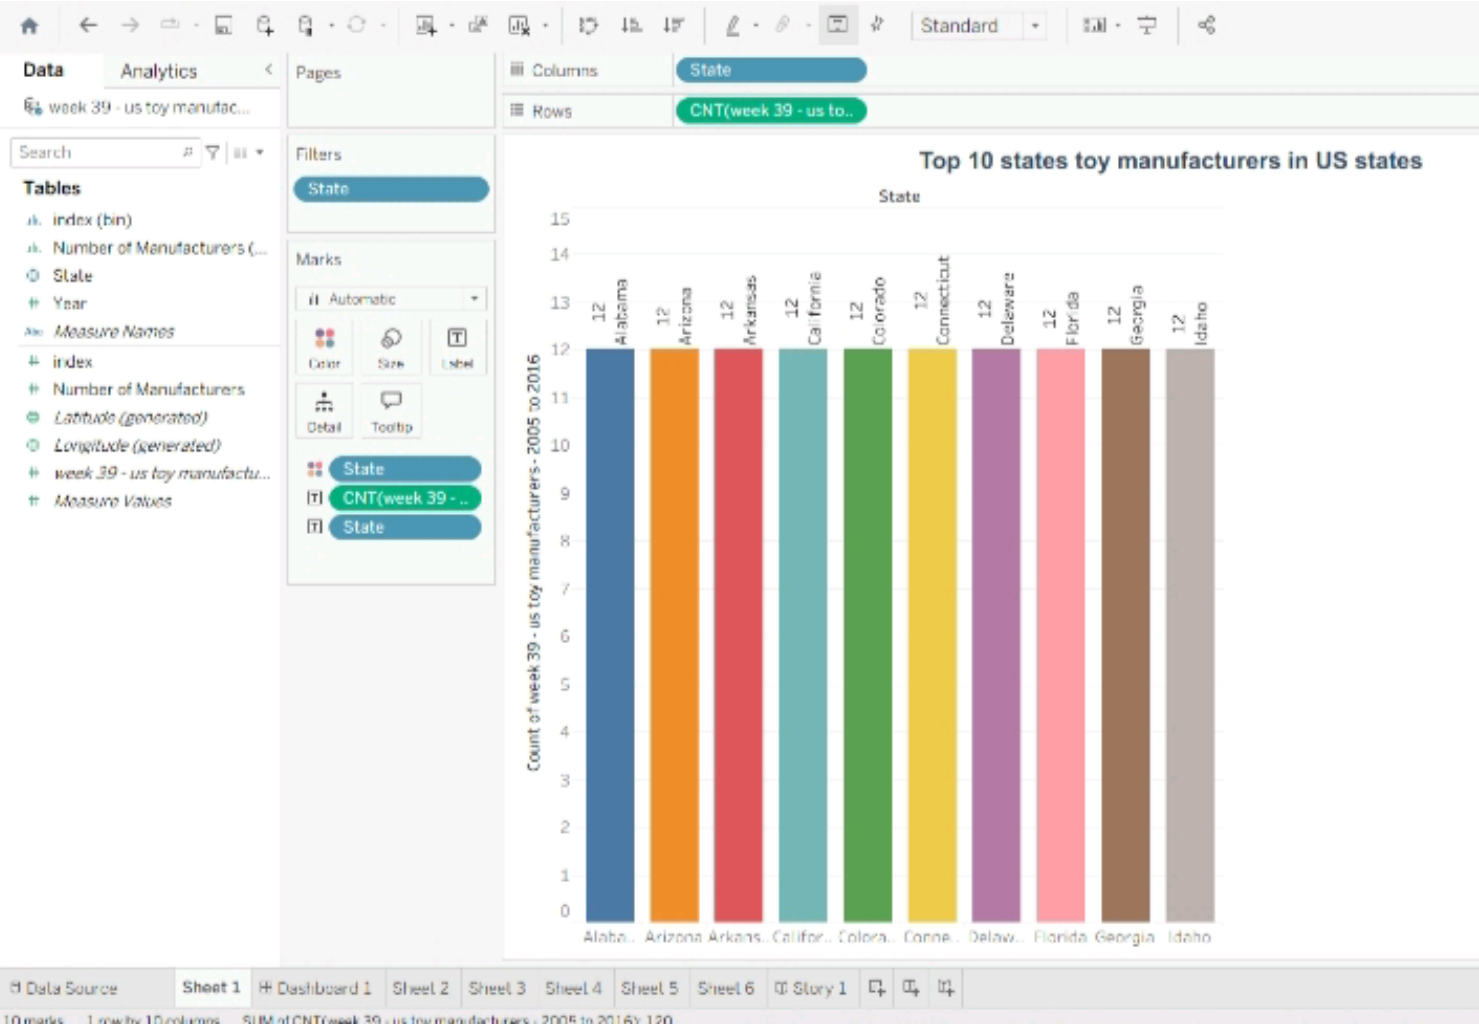 Standard
Data
Analytics
Pages
Columns
State
week 39 - us toy manufac...
Rows
CNT(week 39 - us to..
Search
Filters
State
Tables
index (bin)
Number of Manufacturers (...
State
Year
Abc Measure Names
index
Number of Manufacturers
Latitude (generated)
Longitude (generated)
week 39 - us toy manufactu...
Measure Values
Marks
Automatic
Color
Size
Label
Detail
Tooltip
State
CNT(week 39 - ..
State
Top 10 states toy manufacturers in US states
State
15
14
13
12
11
10
9
8
7
6
5
4
3
2
1
0
Count of week 39 - us toy manufacturers - 2005 to 2016
12
Alabama
12
Arizona
12
Arkansas
12
California
12
Colorado
12
Connecticut
12
Delaware
12
Florida
12
Georgia
12
Idaho
Alaba.. Arizona Arkans.. Califor.. Colora.. Conne.. Delaw.. Florida Georgia Idaho
Data Source
Sheet 1
Dashboard 1
Sheet 2
Sheet 3
Sheet 4
Sheet 5
Sheet 6
Story 1
10 marks 1 row by 10 columns SUM of CNT(week 39 - us toy manufacturers - 2005 to 2016): 120